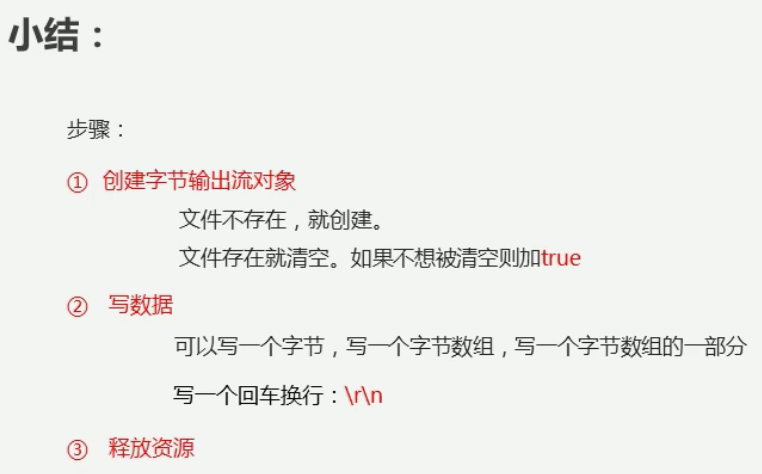 小结：
步骤：
① 创建字节输出流对象
文件不存在，就创建。
文件存在就清空。如果不想被清空则加true
② 写数据
可以写一个字节，写一个字节数组，写一个字节数组的一部分
写一个回车换行：\r\n
③ 释放资源